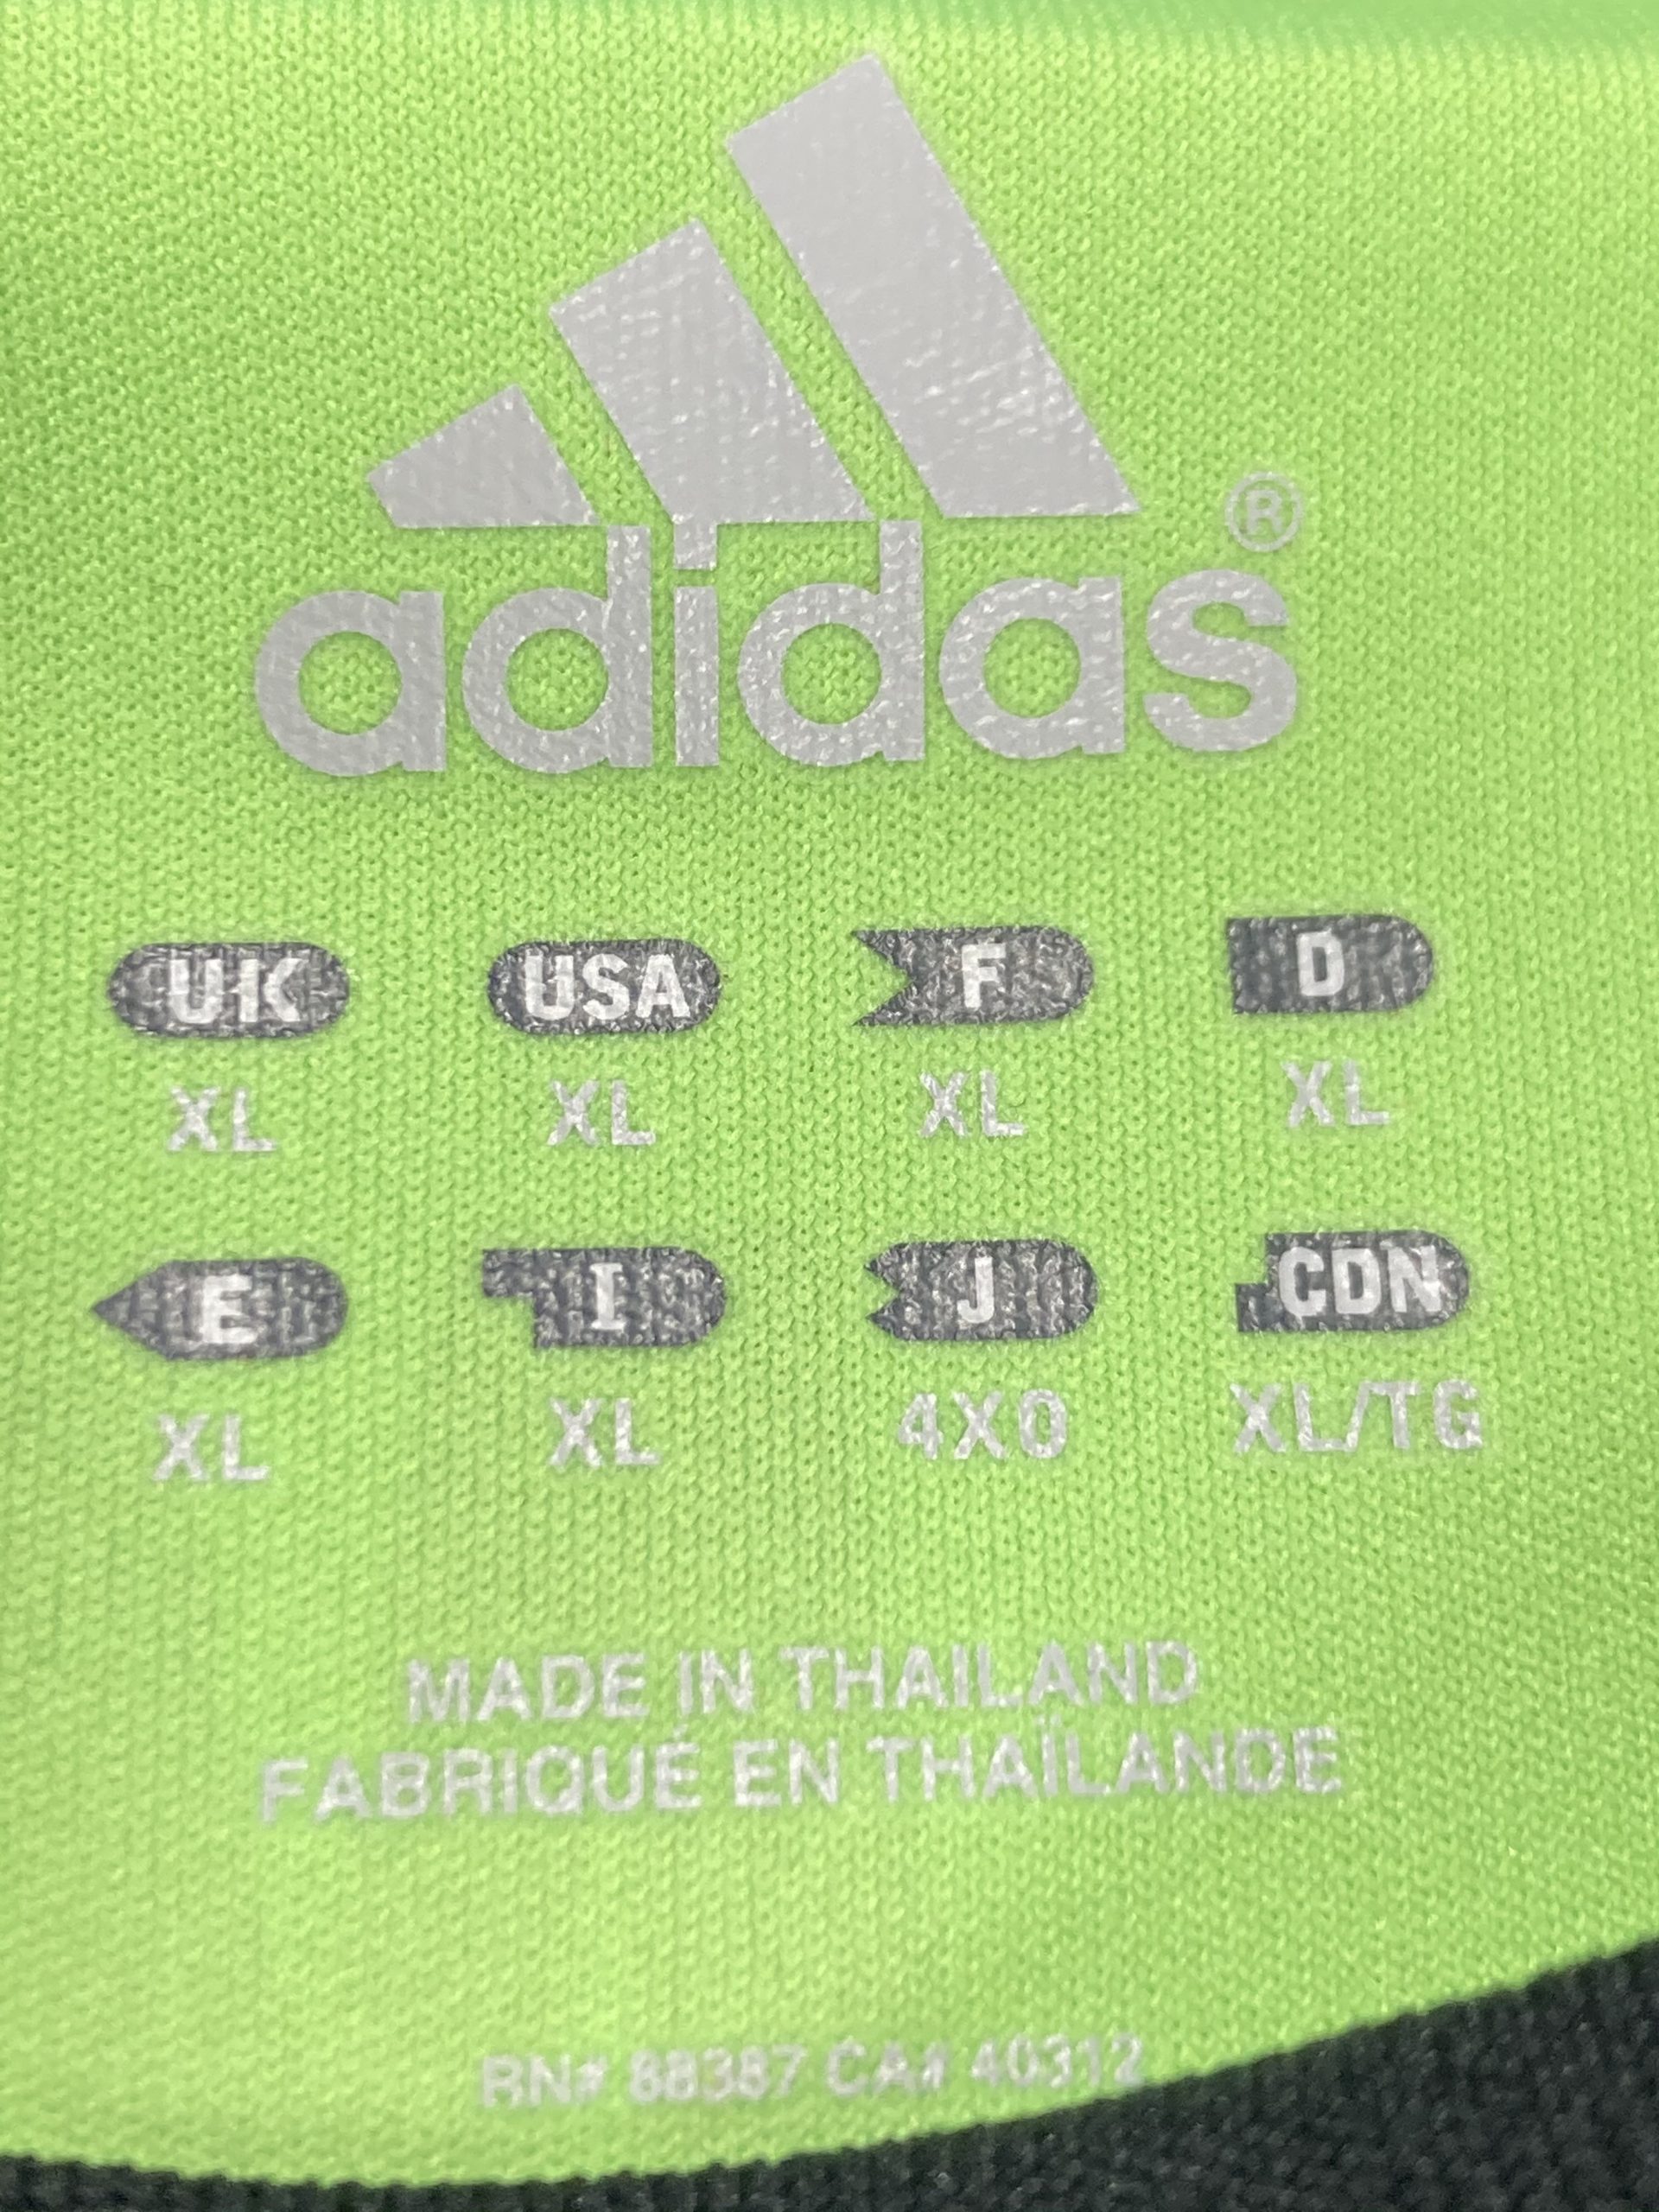 adidas®
UK USA F D
XL XL XL XL
E I J CDN
XL XL 4XO XL/TG
MADE IN THAILAND
FABRIQUÉ EN THAÏLANDE
RN# 88387 CA# 40312